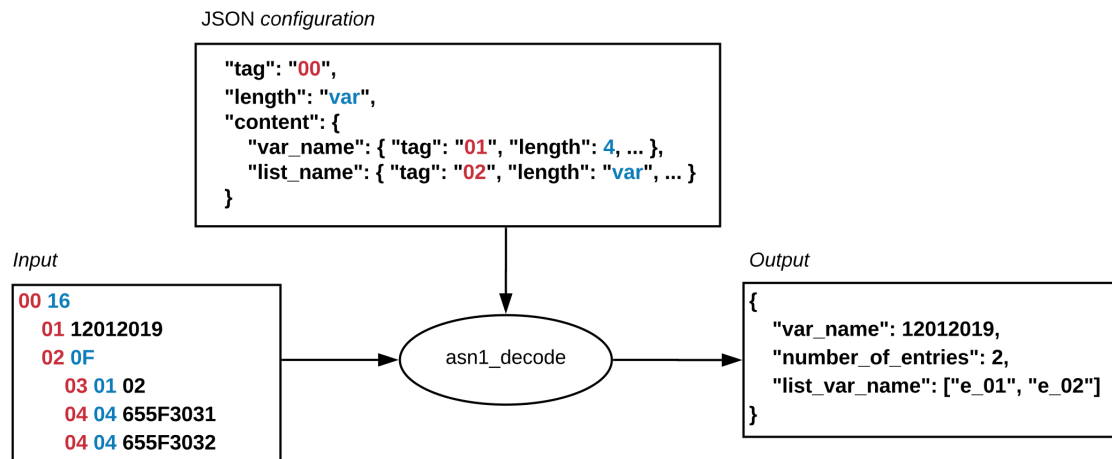 JSON configuration
"tag": "00",
"length": "var",
"content": {
"var_name": { "tag": "01", "length": 4, ... },
"list_name": { "tag": "02", "length": "var", ... }
}
Input
00 16
01 12012019
02 0F
03 01 02
04 04 655F3031
04 04 655F3032
asn1_decode
Output
{
"var_name": 12012019,
"number_of_entries": 2,
"list_var_name": ["e_01", "e_02"]
}